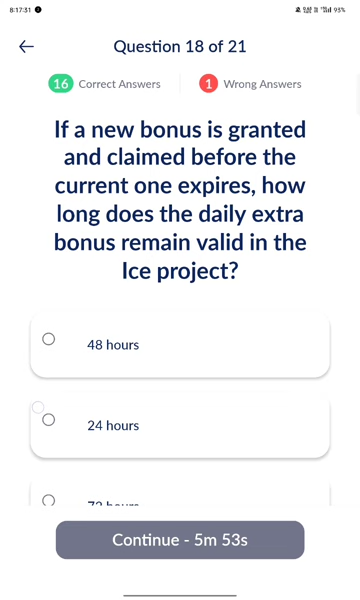 8:17:31
93%
Question 18 of 21
16 Correct Answers 1 Wrong Answers
If a new bonus is granted
and claimed before the
current one expires, how
long does the daily extra
bonus remain valid in the
Ice project?
48 hours
24 hours
72 hours
Continue - 5m 53s